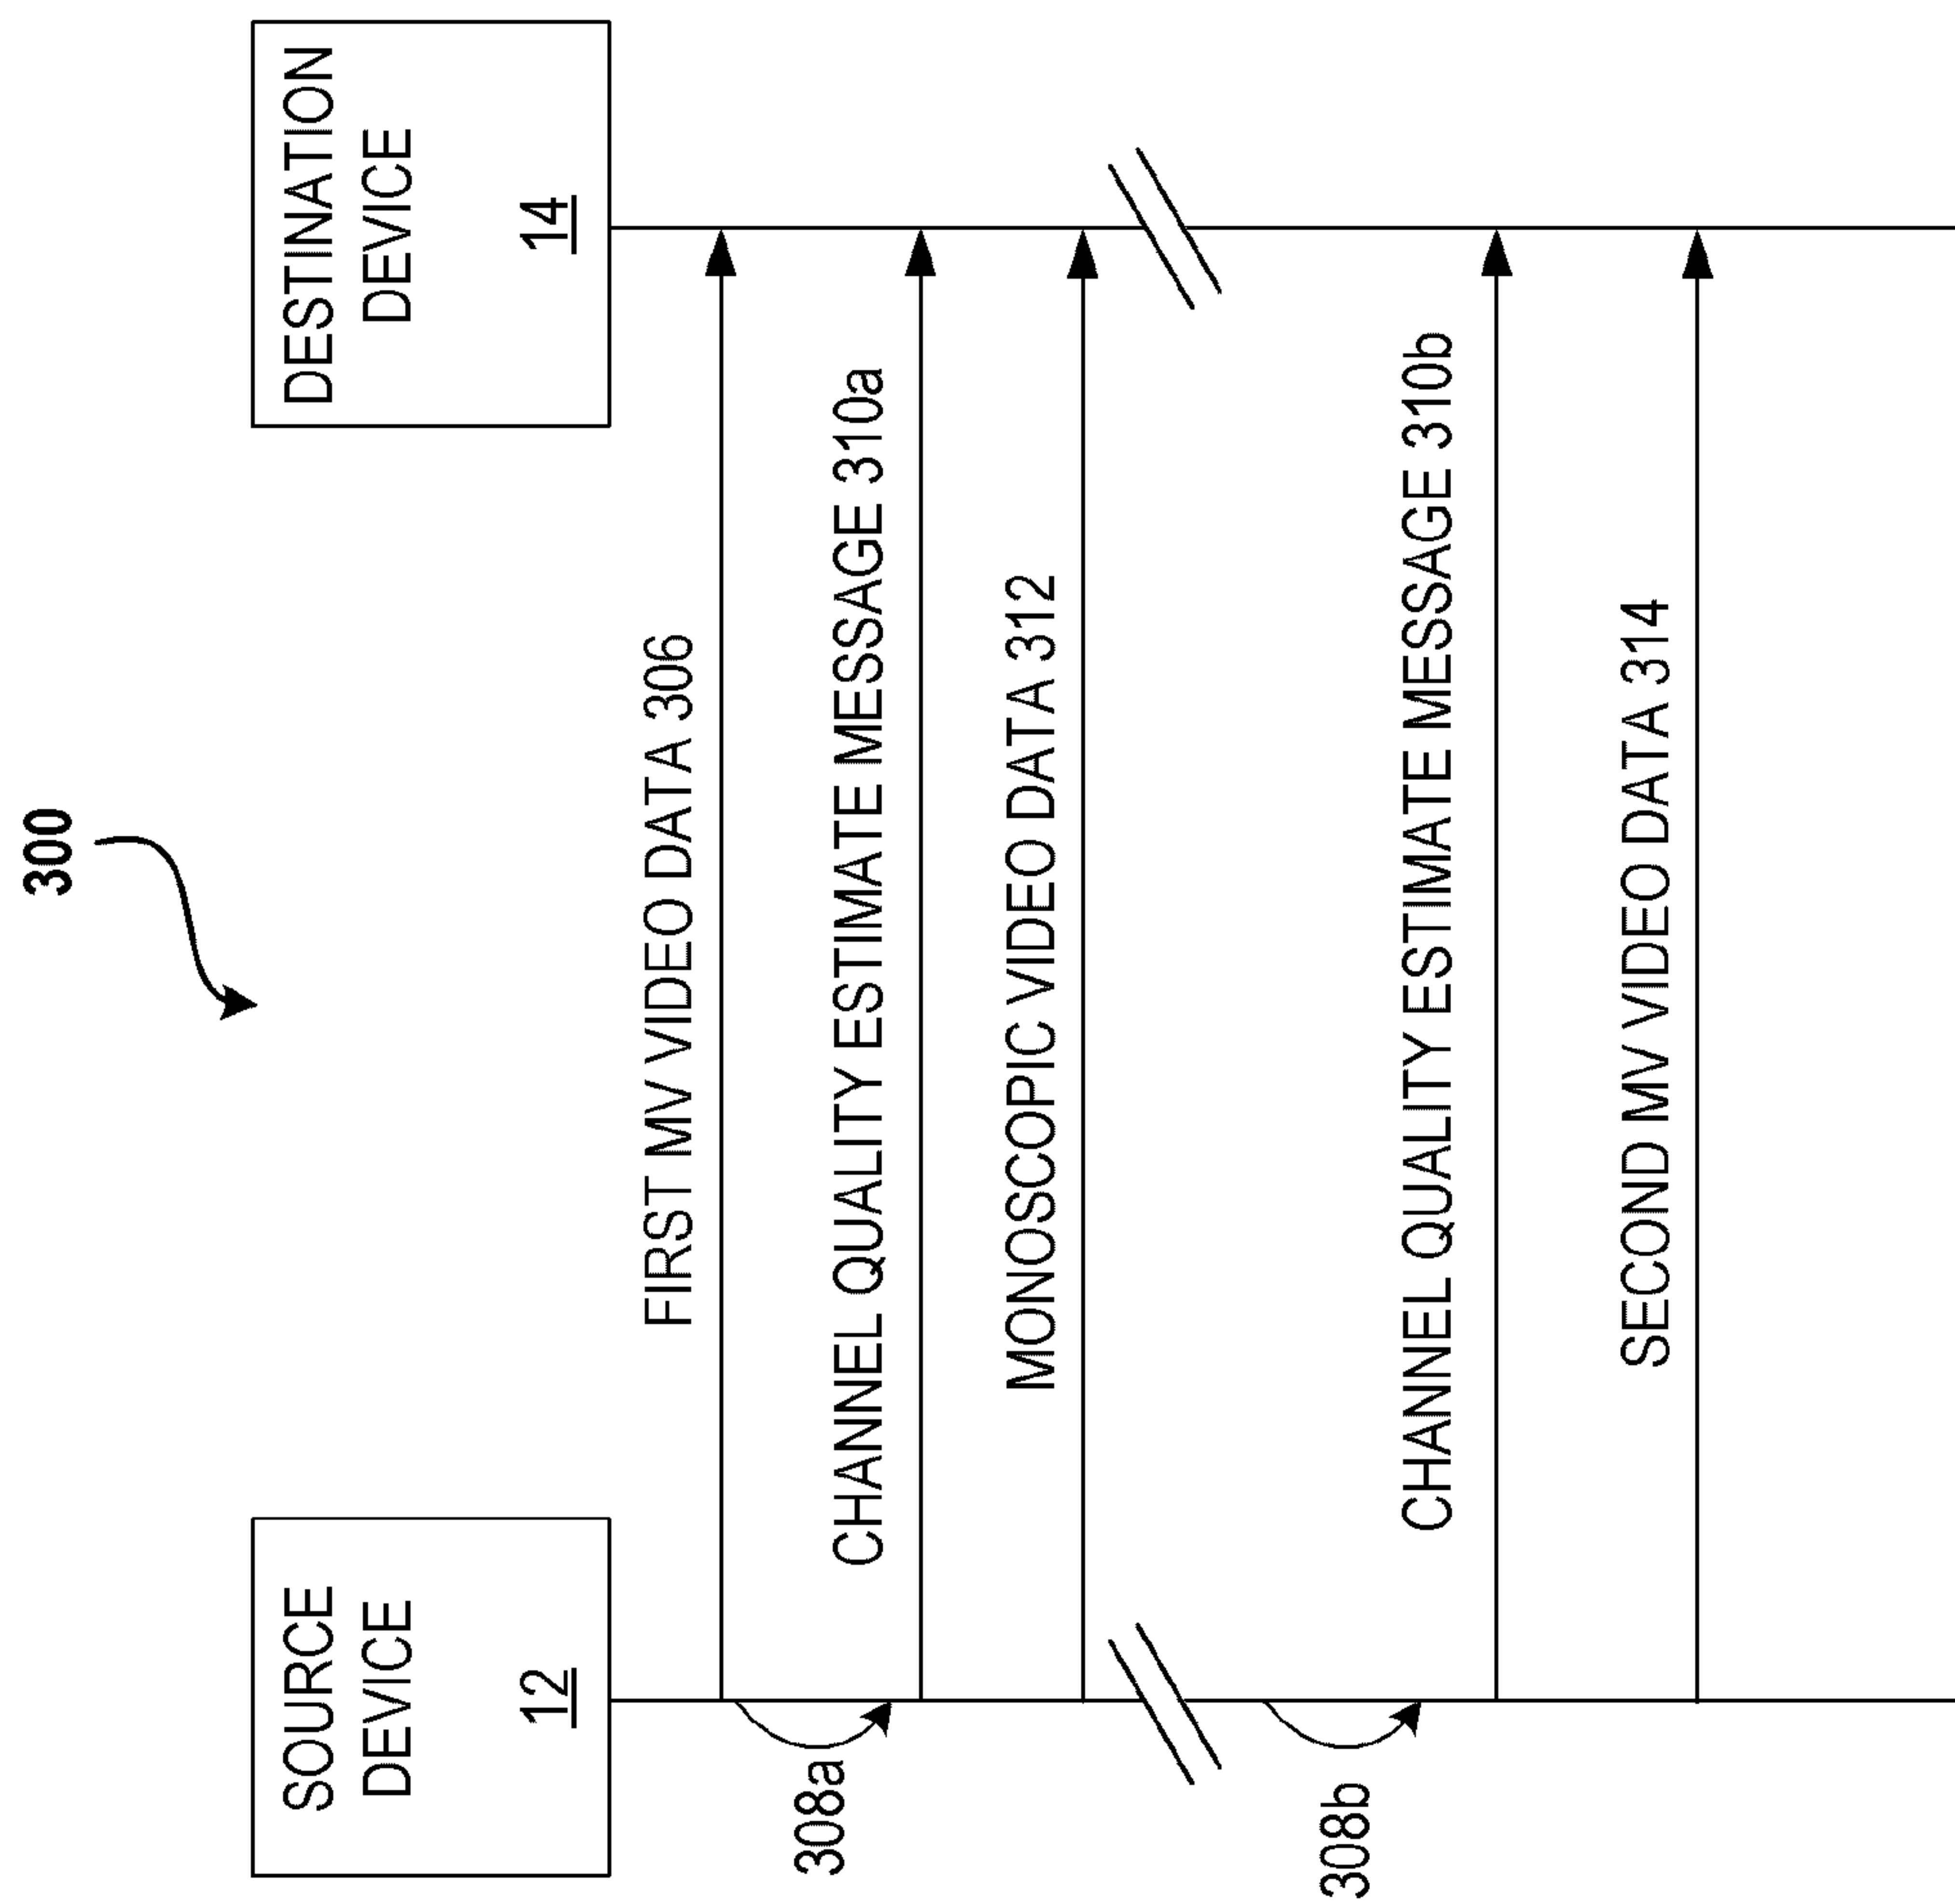 300
SOURCE
DEVICE
12
DESTINATION
DEVICE
14
FIRST MV VIDEO DATA 306
308a
CHANNEL QUALITY ESTIMATE MESSAGE 310a
MONOSCOPIC VIDEO DATA 312
308b
CHANNEL QUALITY ESTIMATE MESSAGE 310b
SECOND MV VIDEO DATA 314